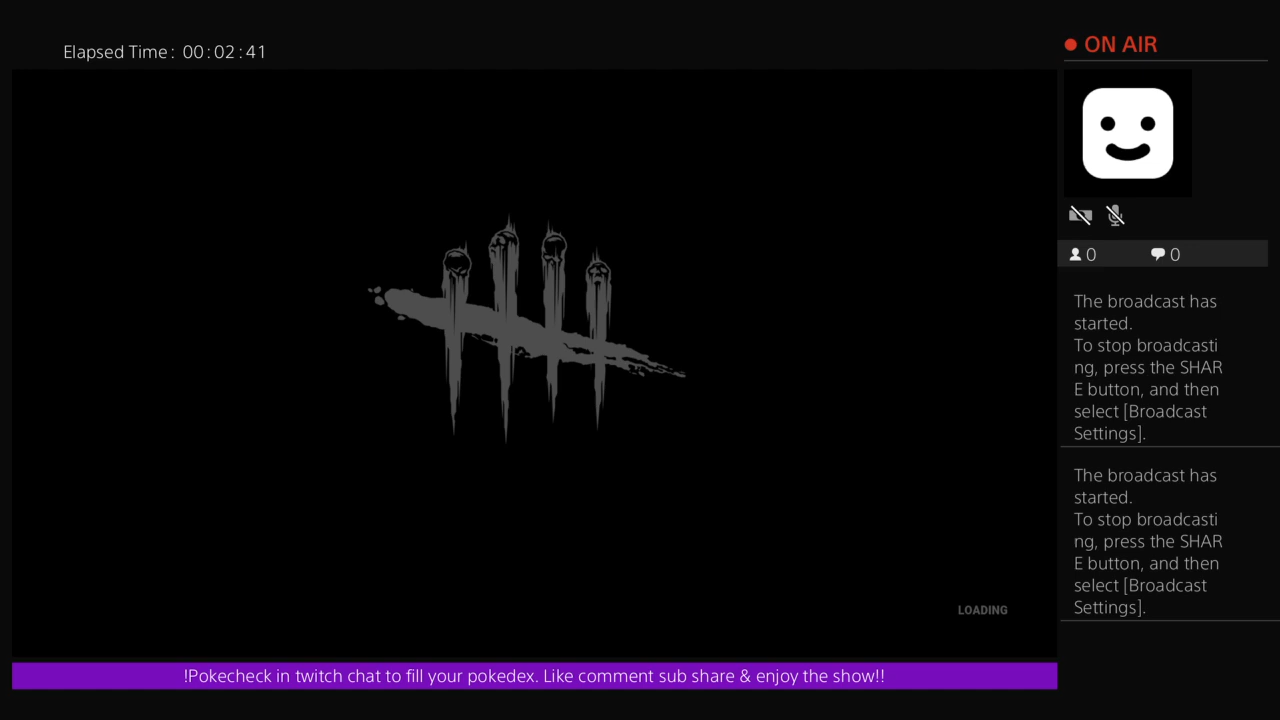 Elapsed Time: 00:02:41
ON AIR
0 0
The broadcast has
started.
To stop broadcasti
ng, press the SHAR
E button, and then
select [Broadcast
Settings].
The broadcast has
started.
To stop broadcasti
ng, press the SHAR
E button, and then
select [Broadcast
Settings].
LOADING
!Pokecheck in twitch chat to fill your pokedex. Like comment sub share & enjoy the show!!